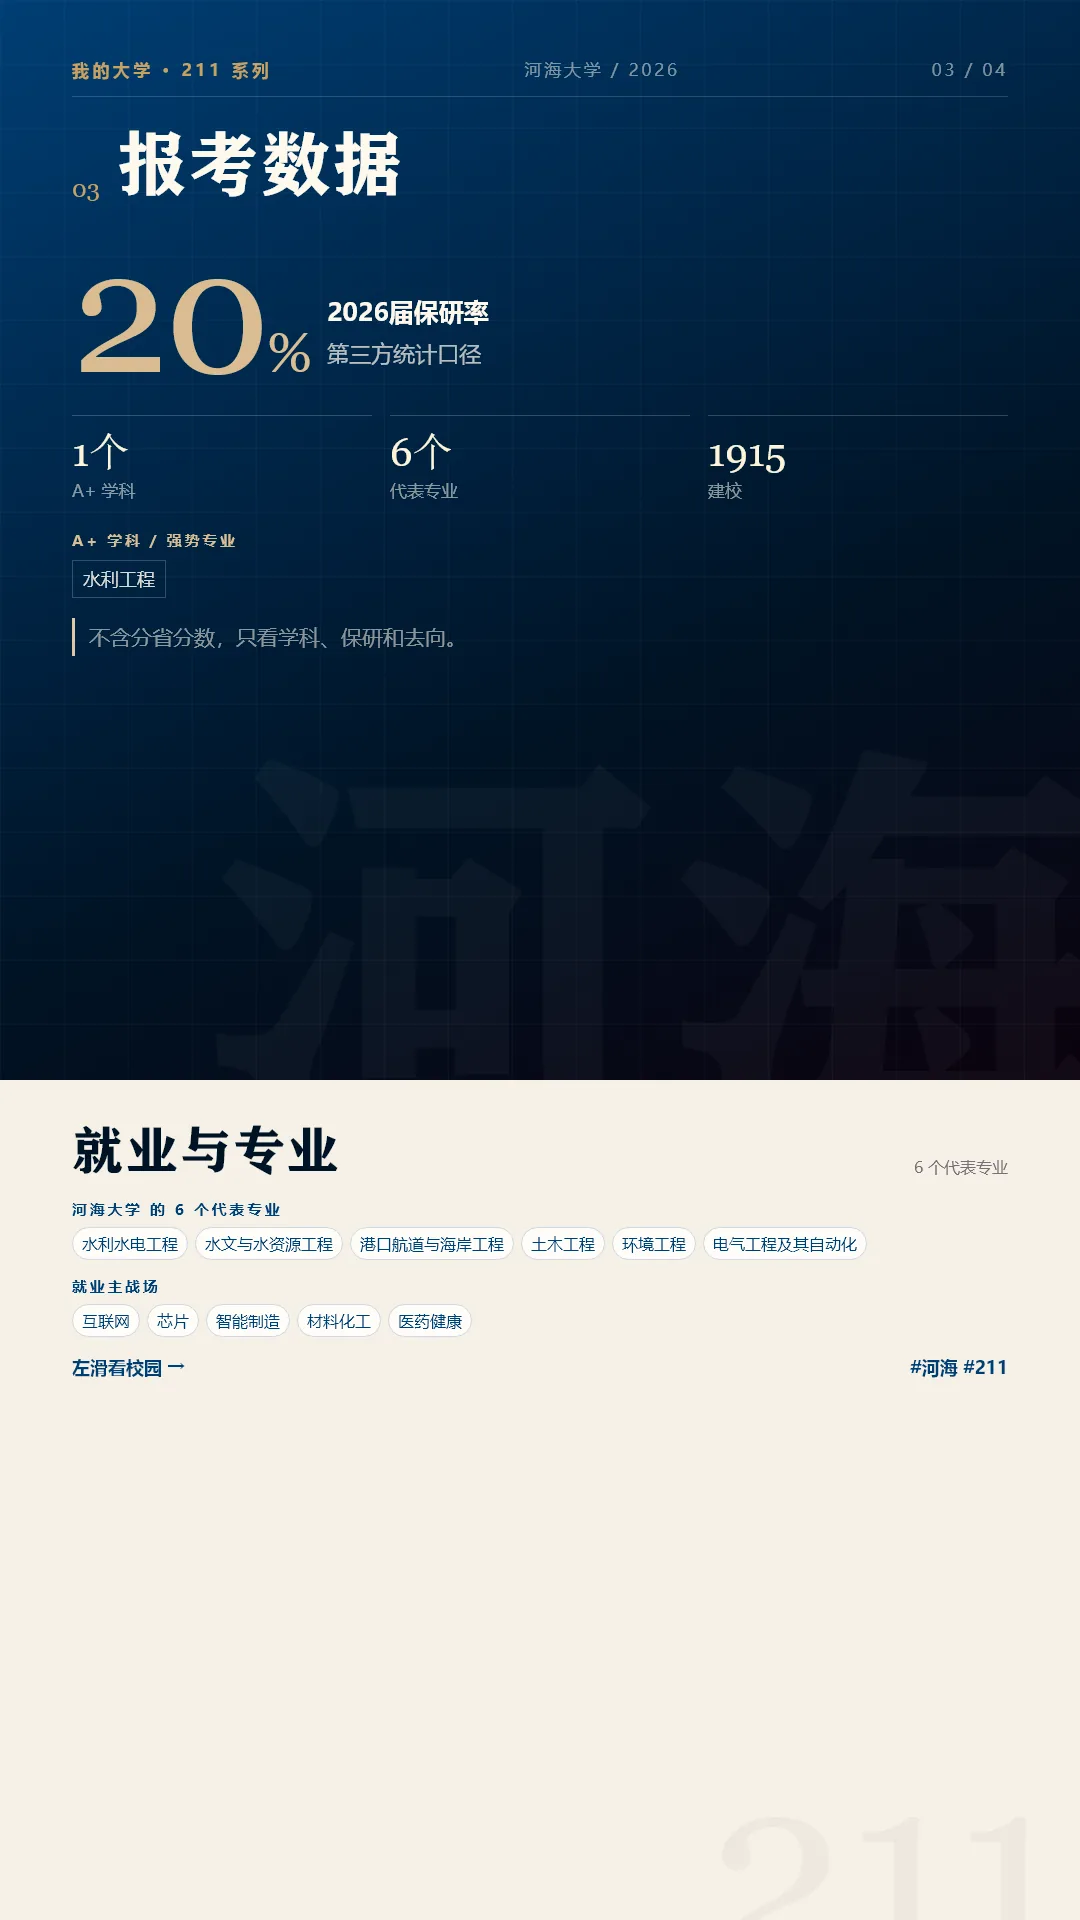 我的大学 · 211 系列
河海大学 / 2026
03 / 04
03 报考数据
20%
2026届保研率
第三方统计口径
1个
A+ 学科
6个
代表专业
1915
建校
A+ 学科 / 强势专业
水利工程
不含分省分数，只看学科、保研和去向。
河海
就业与专业
6 个代表专业
河海大学 的 6 个代表专业
水利水电工程 水文与水资源工程 港口航道与海岸工程 土木工程 环境工程 电气工程及其自动化
就业主战场
互联网 芯片 智能制造 材料化工 医药健康
左滑看校园 →
#河海 #211
211